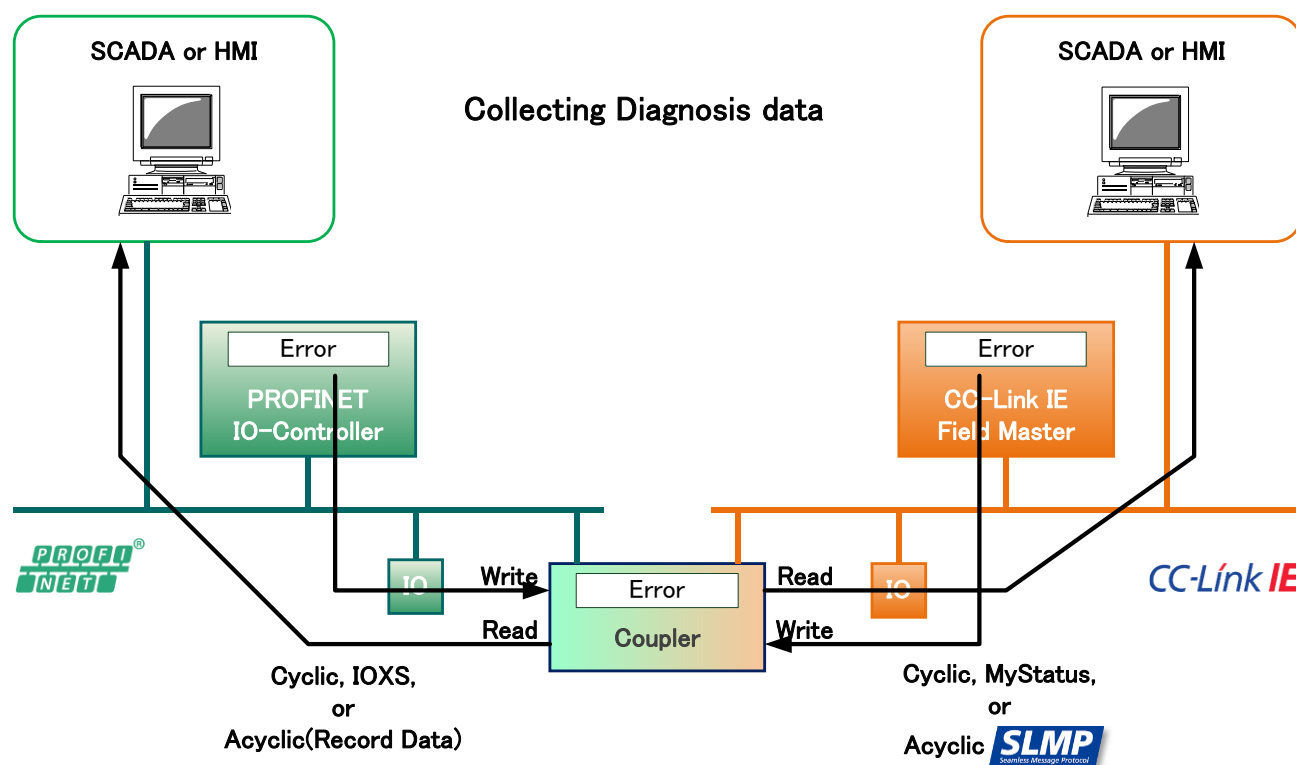 SCADA or HMI
SCADA or HMI
Collecting Diagnosis data
Error
PROFINET
IO-Controller
Error
CC-Link IE
Field Master
PROFI®
NET
IO
Write
Read
Error
Coupler
Read
Write
IO
CC-Link IE
Cyclic, IOXS,
or
Acyclic(Record Data)
Cyclic, MyStatus,
or
Acyclic SLMP
Seamless Message Protocol